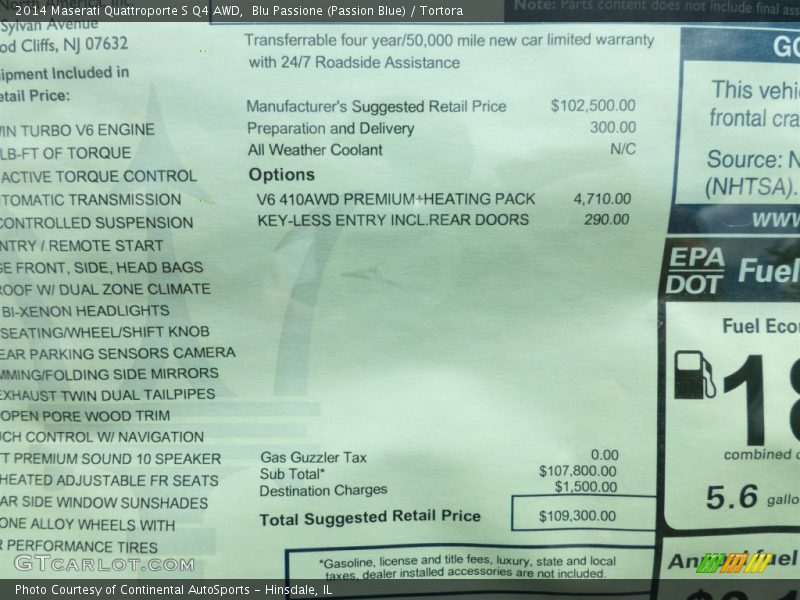 2014 Maserati Quattroporte S Q4 AWD, Blu Passione (Passion Blue) / Tortora
Note: Parts content does not include final ass
Sylvan Avenue
od Cliffs, NJ 07632
ipment Included in
etail Price:
IN TURBO V6 ENGINE
LB-FT OF TORQUE
ACTIVE TORQUE CONTROL
TOMATIC TRANSMISSION
CONTROLLED SUSPENSION
NTRY / REMOTE START
GE FRONT, SIDE, HEAD BAGS
ROOF W/ DUAL ZONE CLIMATE
BI-XENON HEADLIGHTS
SEATING/WHEEL/SHIFT KNOB
EAR PARKING SENSORS CAMERA
MMING/FOLDING SIDE MIRRORS
EXHAUST TWIN DUAL TAILPIPES
OPEN PORE WOOD TRIM
UCH CONTROL W/ NAVIGATION
TT PREMIUM SOUND 10 SPEAKER
HEATED ADJUSTABLE FR SEATS
AR SIDE WINDOW SUNSHADES
ONE ALLOY WHEELS WITH
R PERFORMANCE TIRES
Transferrable four year/50,000 mile new car limited warranty
with 24/7 Roadside Assistance
Manufacturer's Suggested Retail Price $102,500.00
Preparation and Delivery 300.00
All Weather Coolant N/C
Options
V6 410AWD PREMIUM+HEATING PACK 4,710.00
KEY-LESS ENTRY INCL.REAR DOORS 290.00
Gas Guzzler Tax 0.00
Sub Total* $107,800.00
Destination Charges $1,500.00
Total Suggested Retail Price $109,300.00
*Gasoline, license and title fees, luxury, state and local
taxes, dealer installed accessories are not included.
GO
This vehi
frontal cra
Source: N
(NHTSA).
www
EPA
DOT Fuel
Fuel Econ
18
combined c
5.6 gallo
Annual fuel
GTcarlot.com
Photo Courtesy of Continental AutoSports - Hinsdale, IL